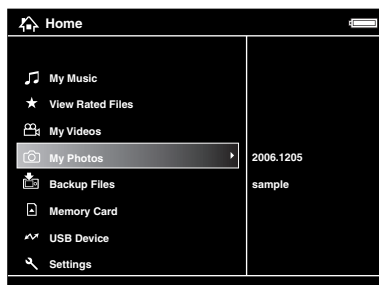 Home
My Music
View Rated Files
My Videos
My Photos 2006.1205
Backup Files sample
Memory Card
USB Device
Settings